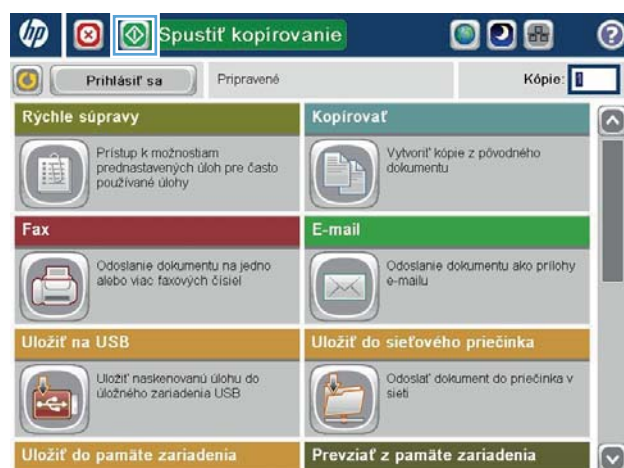 hp
Spustiť kopírovanie
?
Prihlásiť sa
Pripravené
Kópie: 1
Rýchle súpravy
Prístup k možnostiam
prednastavených úloh pre často
používané úlohy
Kopírovať
Vytvoriť kópie z pôvodného
dokumentu
Fax
Odoslanie dokumentu na jedno
alebo viac faxových čísiel
E-mail
Odoslanie dokumentu ako prílohy
e-mailu
Uložiť na USB
Uložiť naskenovanú úlohu do
úložného zariadenia USB
Uložiť do sieťového priečinka
Odoslať dokument do priečinka v
sieti
Uložiť do pamäte zariadenia
Prevziať z pamäte zariadenia